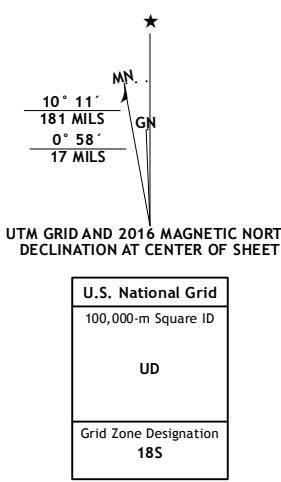 ★
MN
10° 11´
181 MILS
GN
0° 58´
17 MILS
UTM GRID AND 2016 MAGNETIC NORT
DECLINATION AT CENTER OF SHEET
U.S. National Grid
100,000-m Square ID
UD
Grid Zone Designation
18S